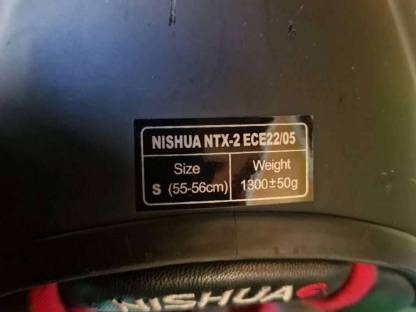 NISHUA NTX-2 ECE22/05
Size Weight
S (55-56cm) 1300±50g
NISHUA